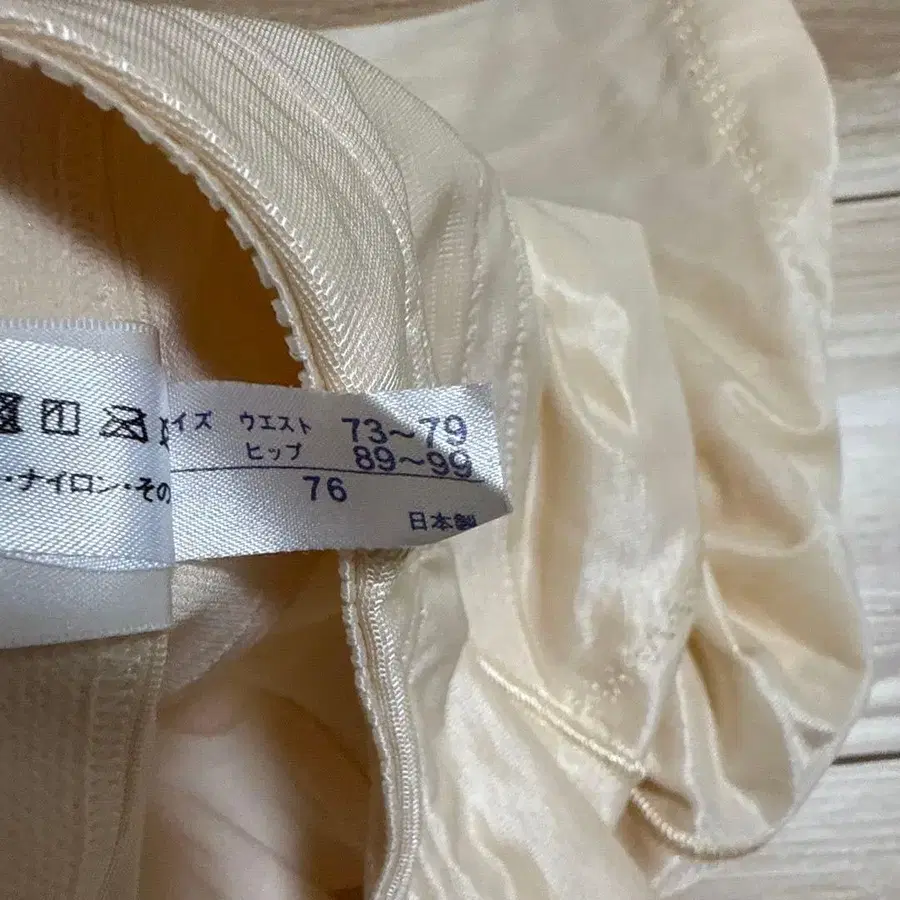 イズ ウエスト 73~79
ヒップ 89~99
76
日本製
・ナイロン・その